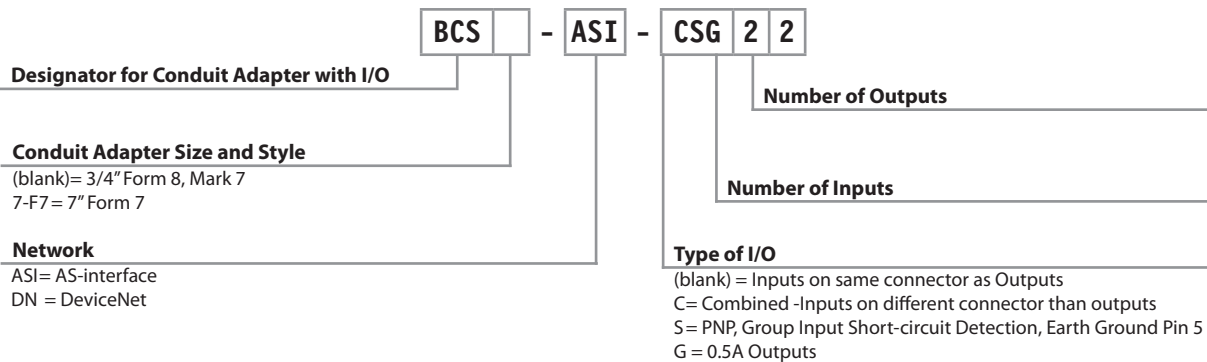 BCS - ASI - CSG 2 2
Designator for Conduit Adapter with I/O
Number of Outputs
Conduit Adapter Size and Style
(blank)= 3/4" Form 8, Mark 7
7-F7= 7" Form 7
Number of Inputs
Network
ASI= AS-interface
DN = DeviceNet
Type of I/O
(blank) = Inputs on same connector as Outputs
C= Combined -Inputs on different connector than outputs
S= PNP, Group Input Short-circuit Detection, Earth Ground Pin 5
G = 0.5A Outputs